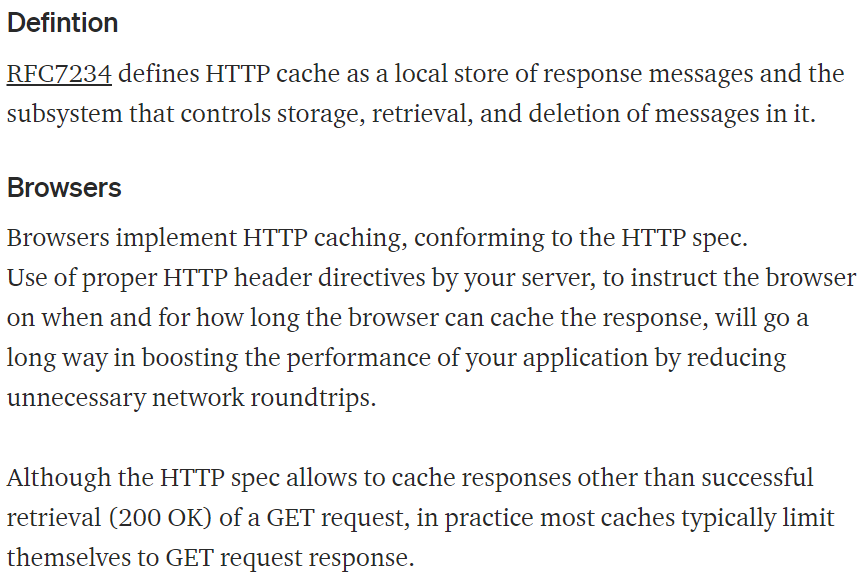 Defintion
RFC7234 defines HTTP cache as a local store of response messages and the
subsystem that controls storage, retrieval, and deletion of messages in it.
Browsers
Browsers implement HTTP caching, conforming to the HTTP spec.
Use of proper HTTP header directives by your server, to instruct the browser
on when and for how long the browser can cache the response, will go a
long way in boosting the performance of your application by reducing
unnecessary network roundtrips.
Although the HTTP spec allows to cache responses other than successful
retrieval (200 OK) of a GET request, in practice most caches typically limit
themselves to GET request response.